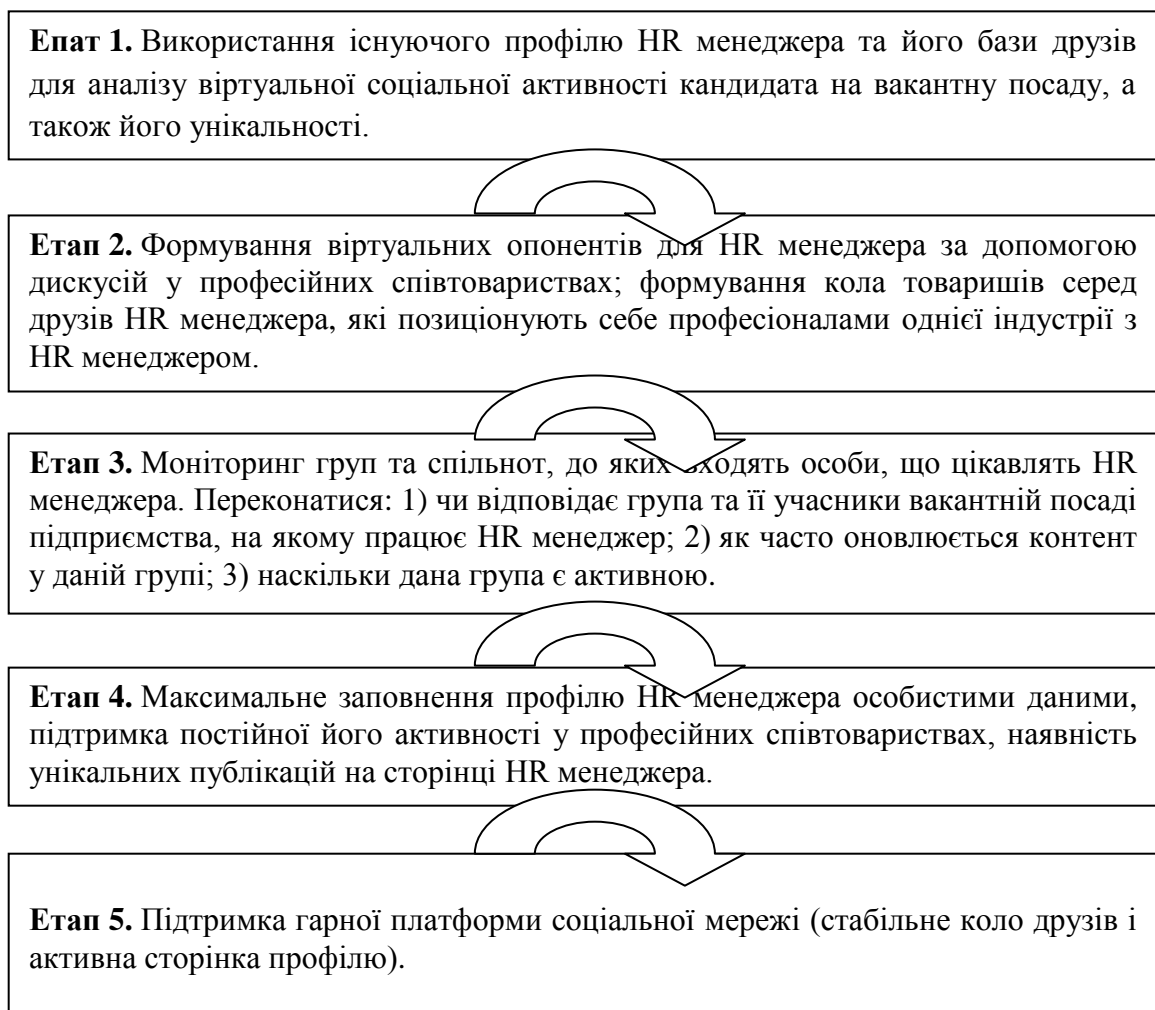 Епат 1. Використання існуючого профілю HR менеджера та його бази друзів
для аналізу віртуальної соціальної активності кандидата на вакантну посаду, а
також його унікальності.
Етап 2. Формування віртуальних опонентів для HR менеджера за допомогою
дискусій у професійних співтовариствах; формування кола товаришів серед
друзів HR менеджера, які позиціонують себе професіоналами однієї індустрії з
HR менеджером.
Етап 3. Моніторинг груп та спільнот, до яких входять особи, що цікавлять HR
менеджера. Переконатися: 1) чи відповідає група та її учасники вакантній посаді
підприємства, на якому працює HR менеджер; 2) як часто оновлюється контент
у даній групі; 3) наскільки дана група є активною.
Етап 4. Максимальне заповнення профілю HR менеджера особистими даними,
підтримка постійної його активності у професійних співтовариствах, наявність
унікальних публікацій на сторінці HR менеджера.
Етап 5. Підтримка гарної платформи соціальної мережі (стабільне коло друзів і
активна сторінка профілю).